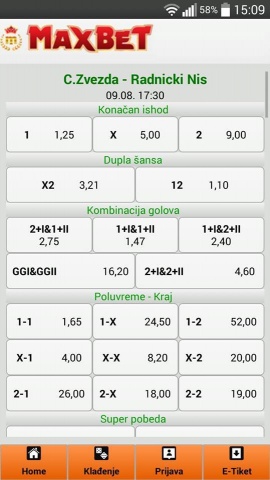 58% 15:09
MAXBET
C.Zvezda - Radnicki Nis
09.08. 17:30
Konačan ishod
1 1,25 X 5,00 2 9,00
Dupla šansa
X2 3,21 12 1,10
Kombinacija golova
2+I&1+II 1+I&1+II 1+I&2+II
2,75 1,47 2,40
GGI&GGII 16,20 2+I&2+II 4,60
Poluvreme - Kraj
1-1 1,65 1-X 24,50 1-2 52,00
X-1 4,00 X-X 8,20 X-2 20,00
2-1 26,00 2-X 18,00 2-2 19,00
Super pobeda
Home Klađenje Prijava E-Tiket